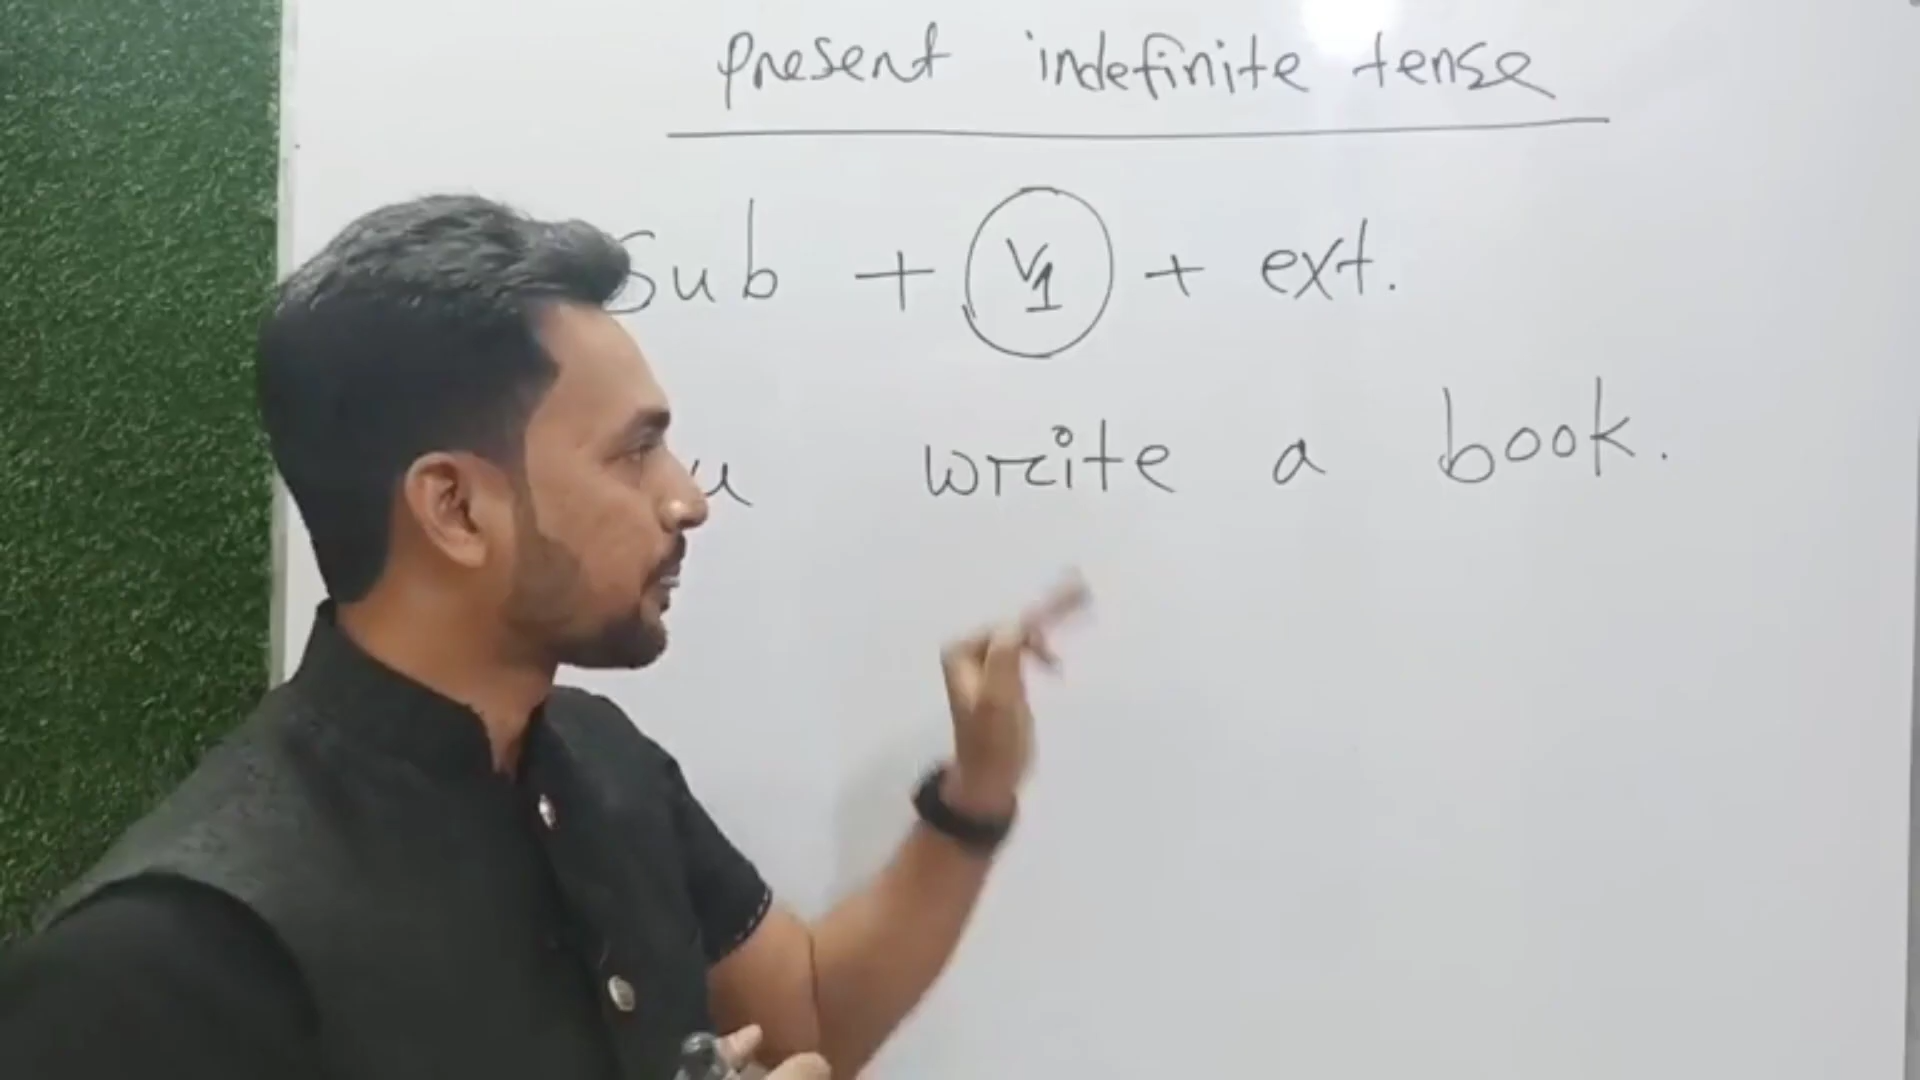 present indefinite tense
Sub + V1 + ext.
write a book.